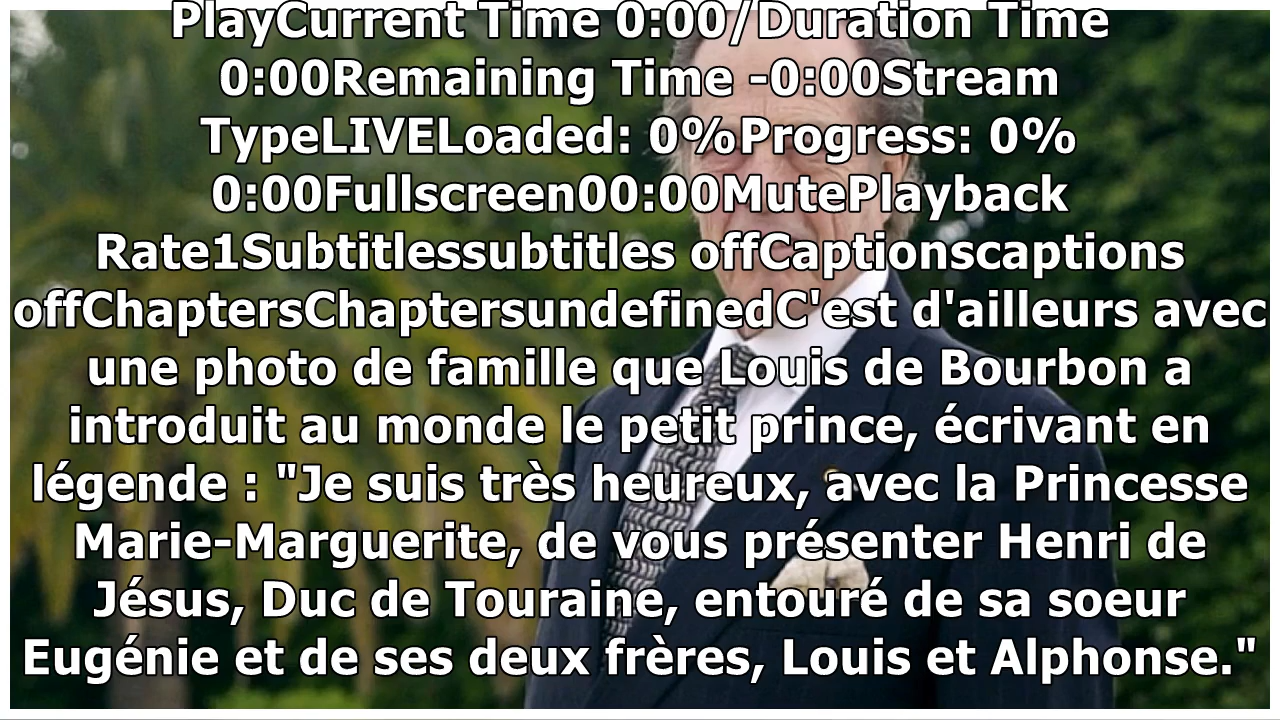 PlayCurrent Time 0:00/Duration Time
0:00Remaining Time -0:00Stream
TypeLIVELoaded: 0%Progress: 0%
0:00Fullscreen00:00MutePlayback
Rate1Subtitlessubtitles offCaptionscaptions
offChaptersChaptersundefinedC'est d'ailleurs avec
une photo de famille que Louis de Bourbon a
introduit au monde le petit prince, écrivant en
légende : "Je suis très heureux, avec la Princesse
Marie-Marguerite, de vous présenter Henri de
Jésus, Duc de Touraine, entouré de sa soeur
Eugénie et de ses deux frères, Louis et Alphonse."